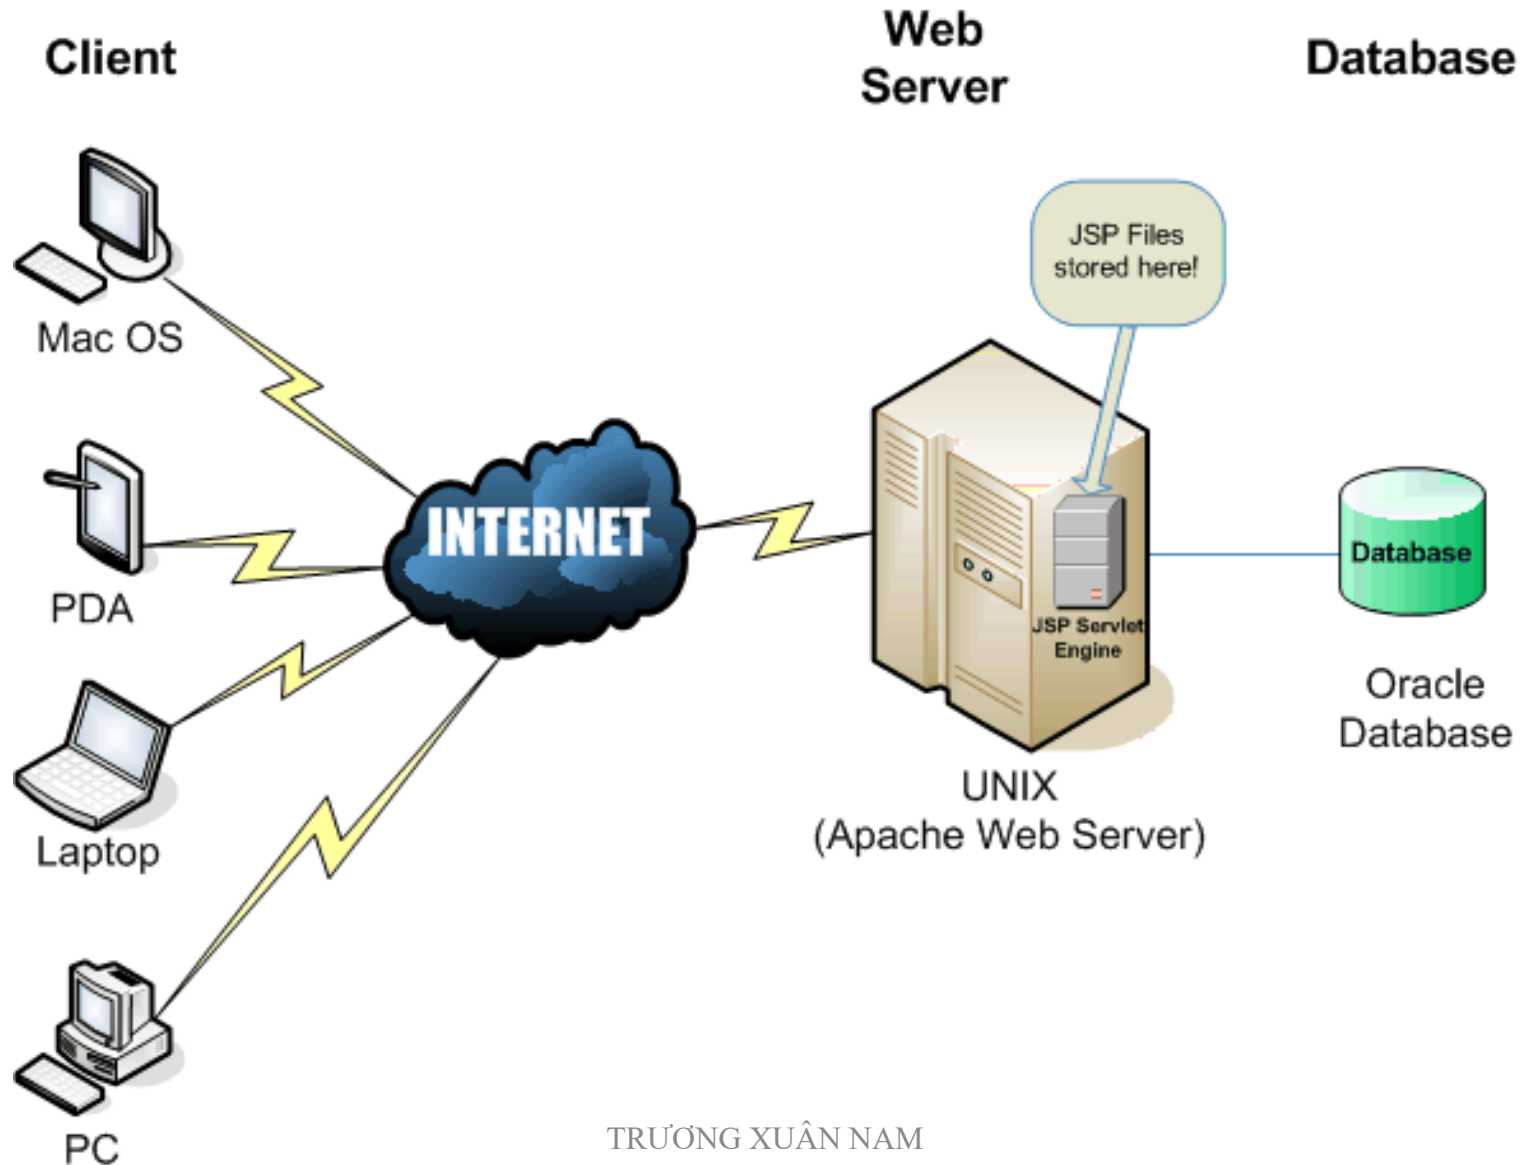 Client
Web
Server
Database
JSP Files
stored here!
Mac OS
INTERNET
PDA
Database
JSP Servlet
Engine
Oracle
Database
UNIX
(Apache Web Server)
Laptop
PC
TRƯƠNG XUÂN NAM